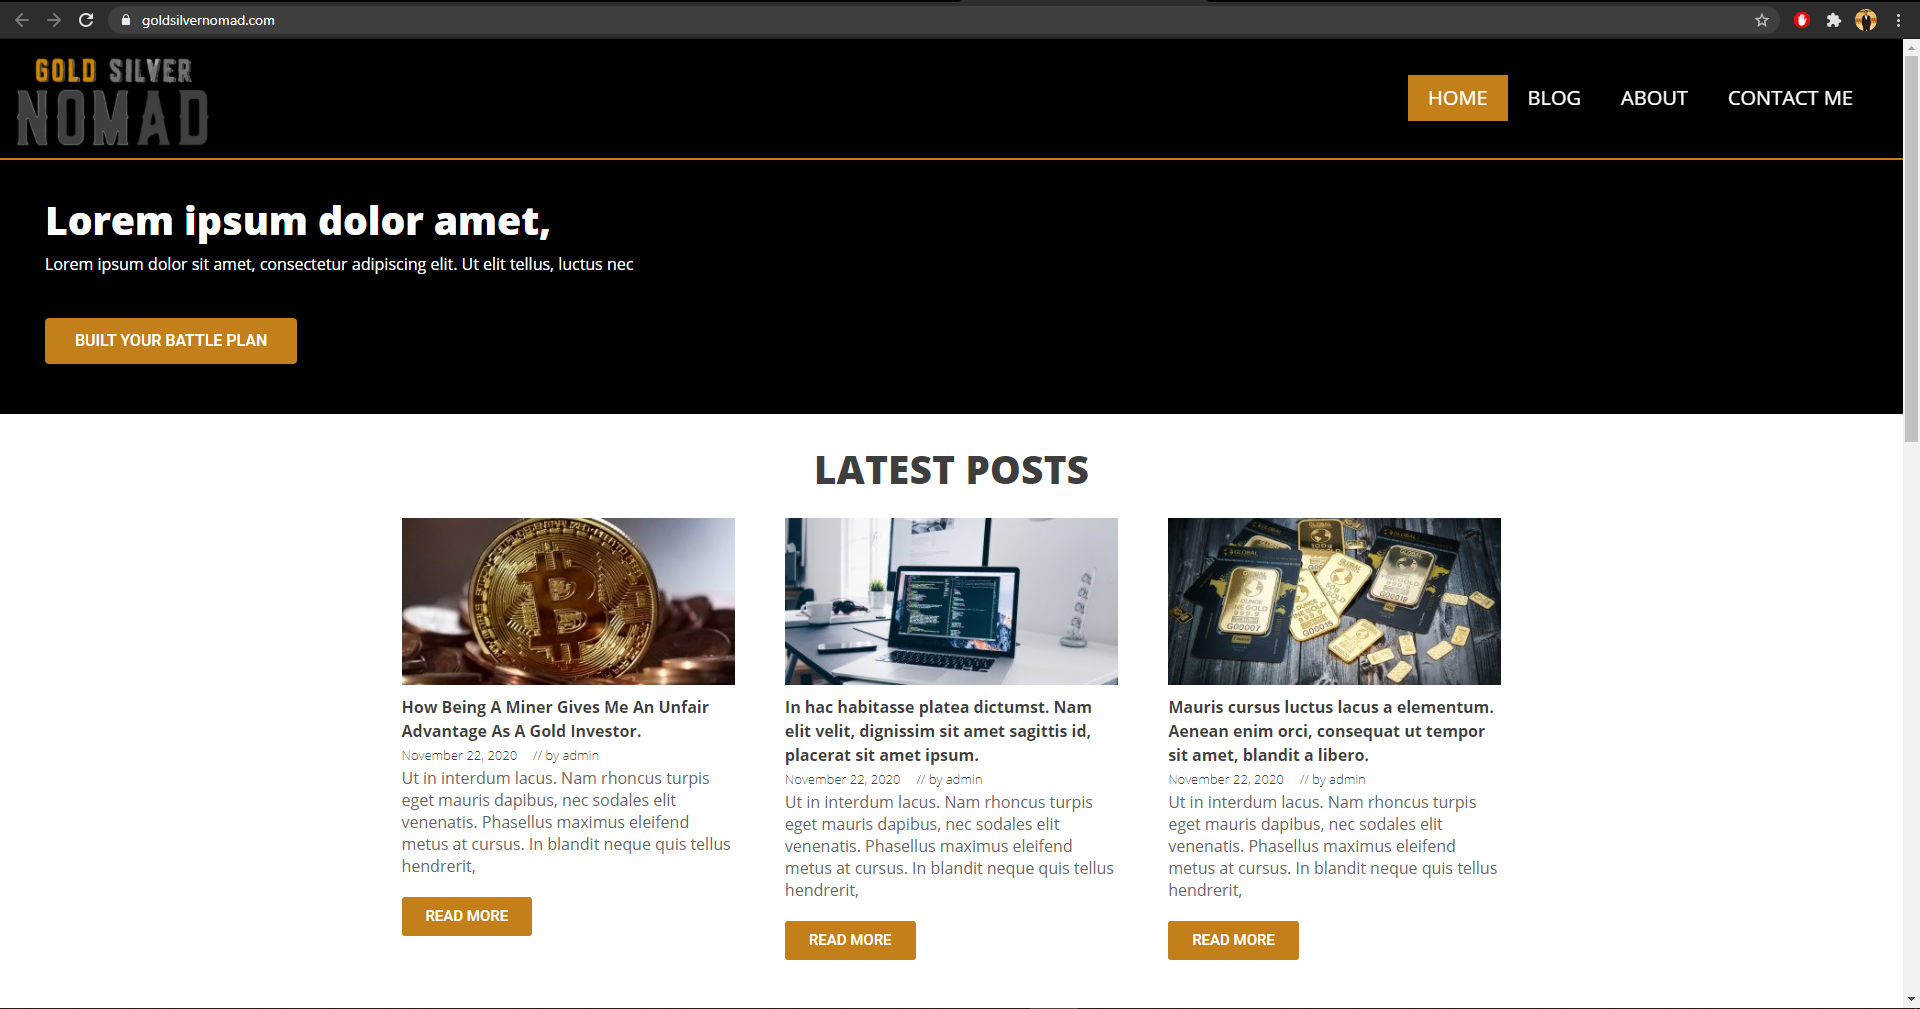 goldsilvernomad.com
GOLD SILVER
NOMAD
HOME BLOG ABOUT CONTACT ME
Lorem ipsum dolor amet,
Lorem ipsum dolor sit amet, consectetur adipiscing elit. Ut elit tellus, luctus nec
BUILT YOUR BATTLE PLAN
LATEST POSTS
How Being A Miner Gives Me An Unfair
Advantage As A Gold Investor.
November 22, 2020 // by admin
Ut in interdum lacus. Nam rhoncus turpis
eget mauris dapibus, nec sodales elit
venenatis. Phasellus maximus eleifend
metus at cursus. In blandit neque quis tellus
hendrerit,
READ MORE
In hac habitasse platea dictumst. Nam
elit velit, dignissim sit amet sagittis id,
placerat sit amet ipsum.
November 22, 2020 // by admin
Ut in interdum lacus. Nam rhoncus turpis
eget mauris dapibus, nec sodales elit
venenatis. Phasellus maximus eleifend
metus at cursus. In blandit neque quis tellus
hendrerit,
READ MORE
GLOBAL
100g
G00007
G00015
G00019
Mauris cursus luctus lacus a elementum.
Aenean enim orci, consequat ut tempor
sit amet, blandit a libero.
November 22, 2020 // by admin
Ut in interdum lacus. Nam rhoncus turpis
eget mauris dapibus, nec sodales elit
venenatis. Phasellus maximus eleifend
metus at cursus. In blandit neque quis tellus
hendrerit,
READ MORE